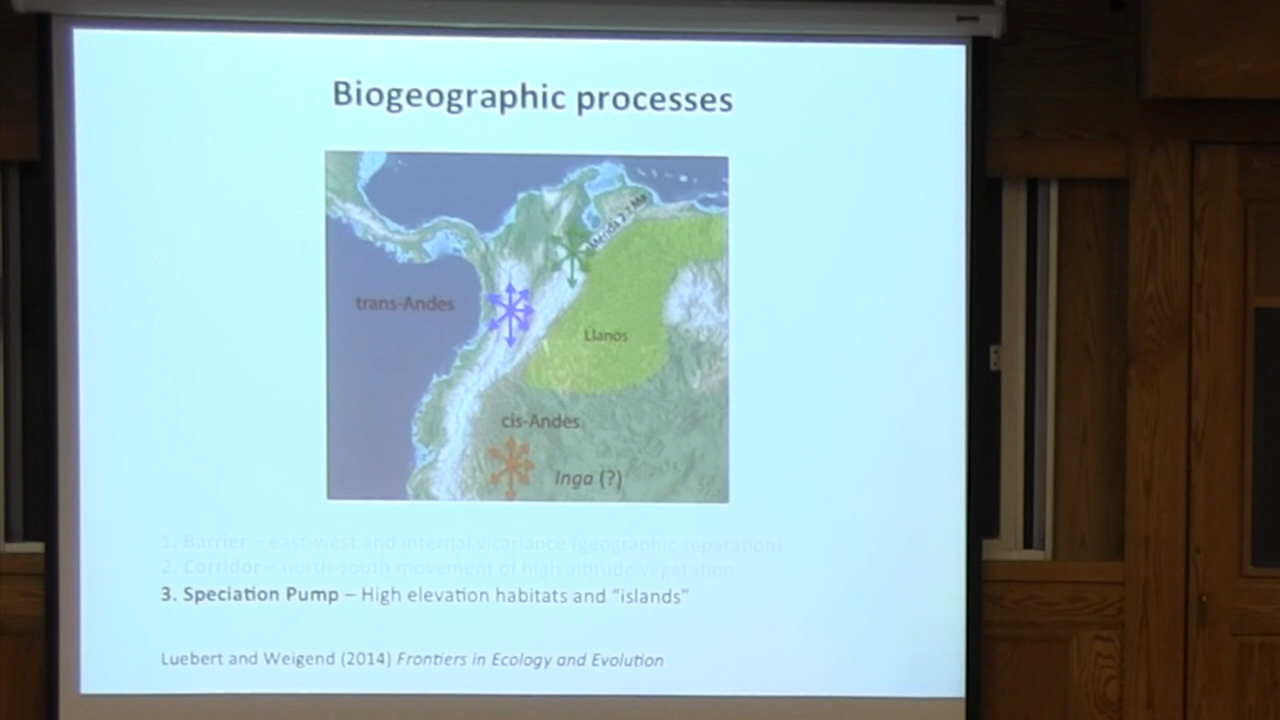 Biogeographic processes
Mérida 2.7 Ma
trans-Andes
Llanos
cis-Andes
Inga (?)
1. Barrier – east-west and internal vicariance (geographic separation)
2. Corridor – north-south movement of high altitude vegetation
3. Speciation Pump – High elevation habitats and “islands”
Luebert and Weigend (2014) Frontiers in Ecology and Evolution